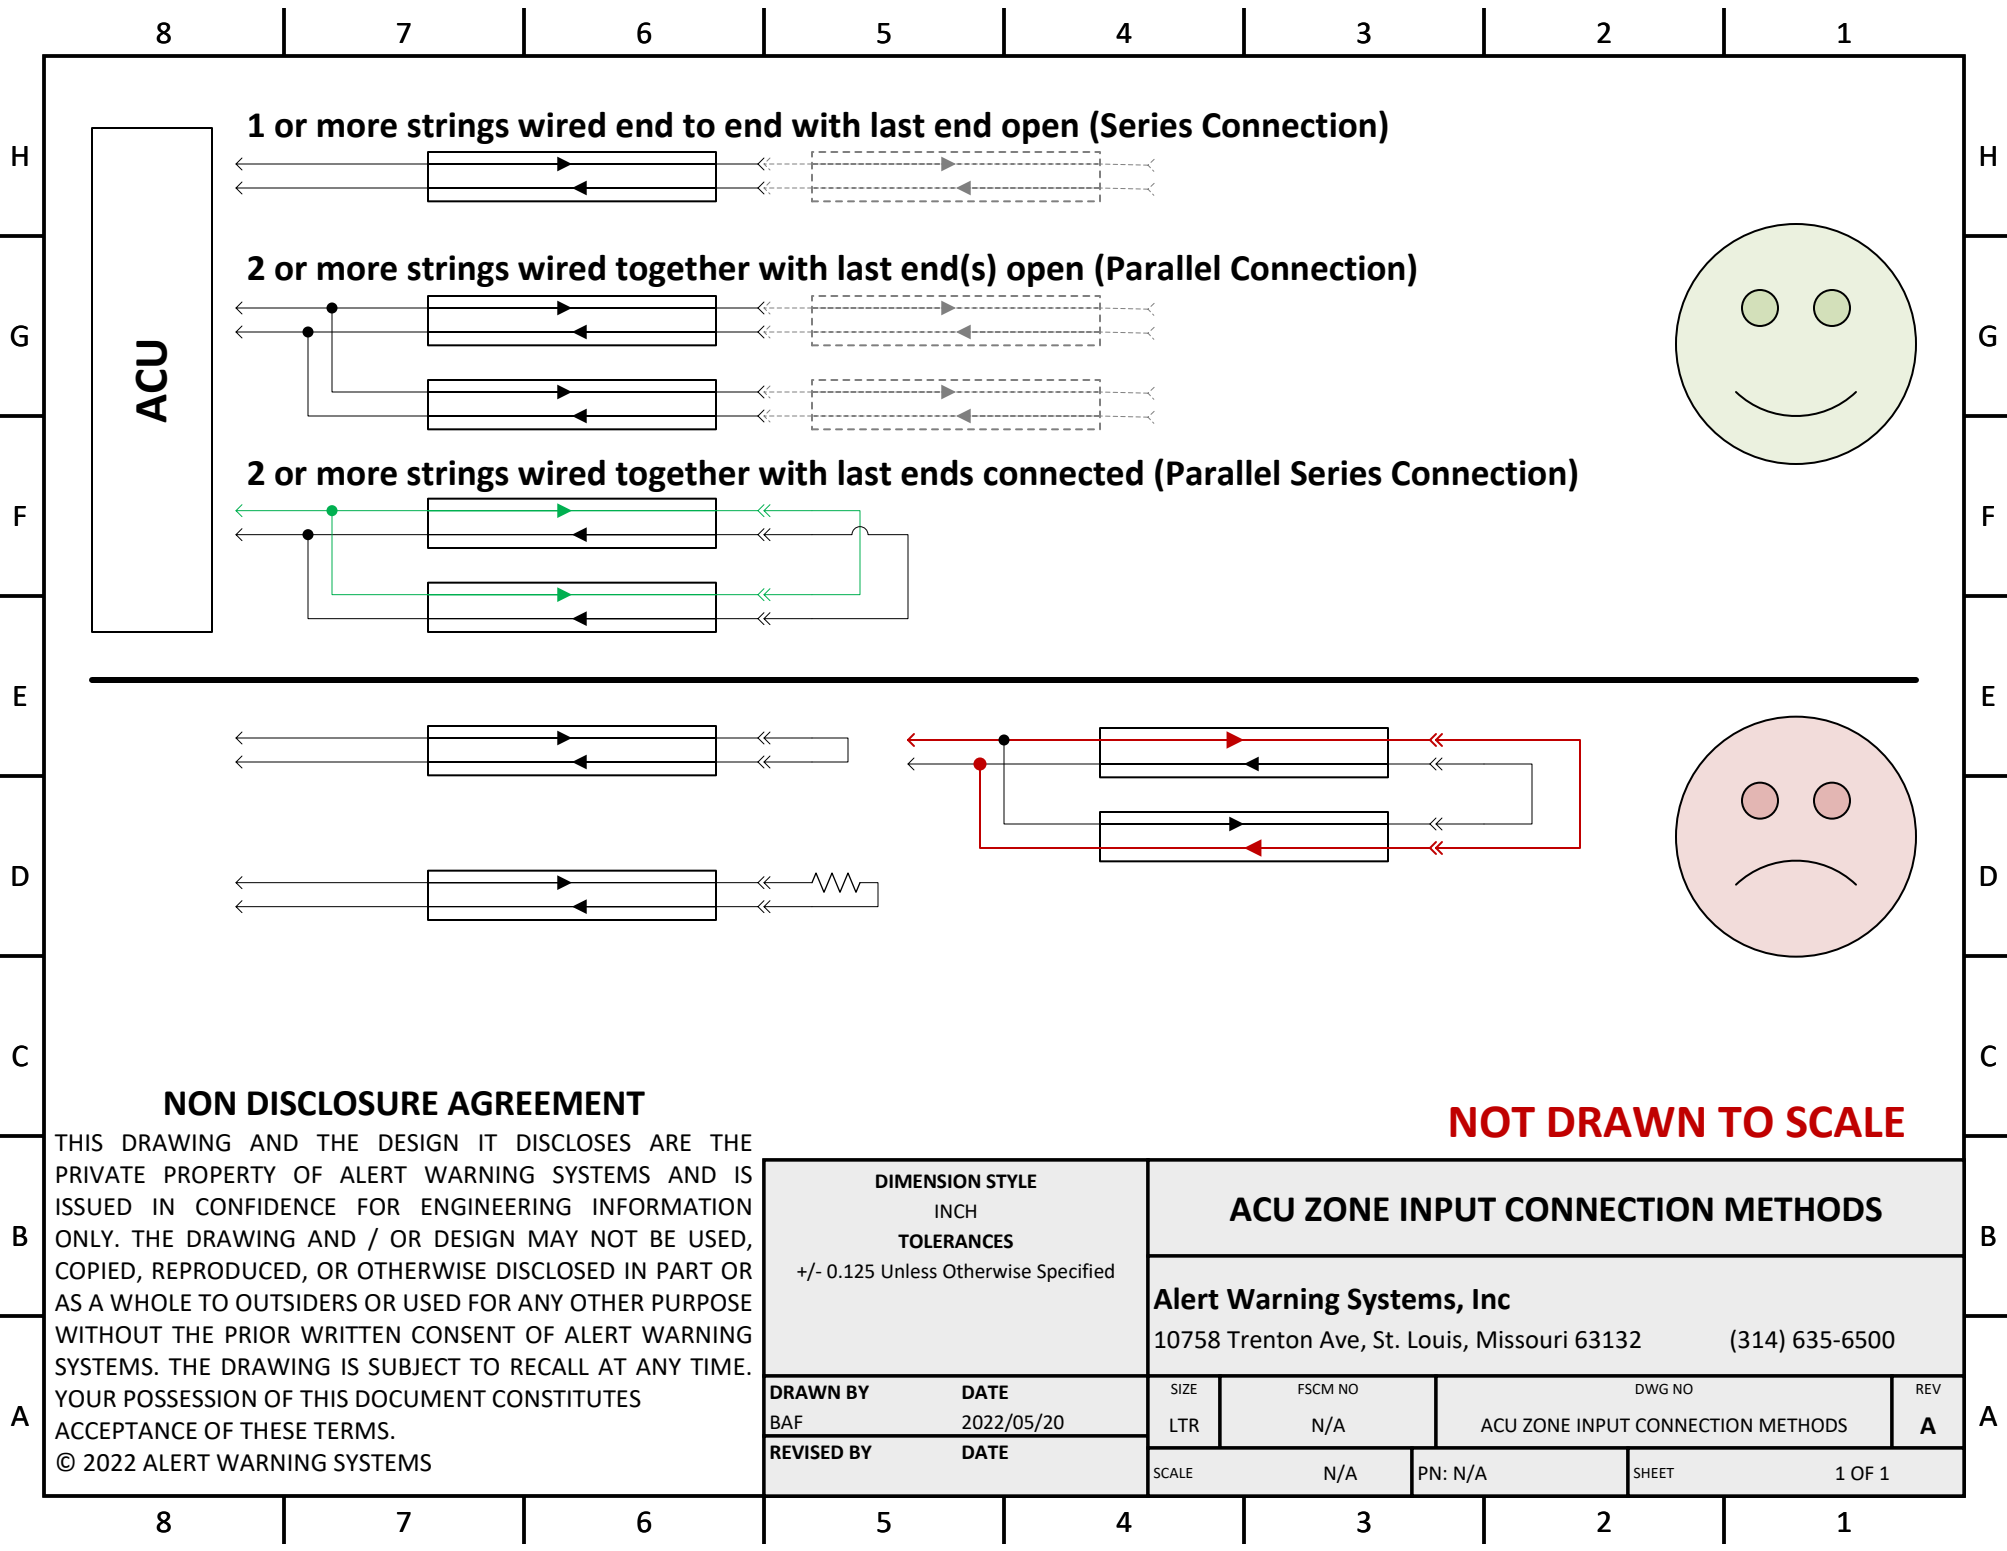 8 7 6 5 4 3 2 1
H H
1 or more strings wired end to end with last end open (Series Connection)
2 or more strings wired together with last end(s) open (Parallel Connection)
G G
ACU
2 or more strings wired together with last ends connected (Parallel Series Connection)
F F
E E
D D
C C
NON DISCLOSURE AGREEMENT
THIS DRAWING AND THE DESIGN IT DISCLOSES ARE THE
PRIVATE PROPERTY OF ALERT WARNING SYSTEMS AND IS
ISSUED IN CONFIDENCE FOR ENGINEERING INFORMATION
ONLY. THE DRAWING AND / OR DESIGN MAY NOT BE USED,
COPIED, REPRODUCED, OR OTHERWISE DISCLOSED IN PART OR
AS A WHOLE TO OUTSIDERS OR USED FOR ANY OTHER PURPOSE
WITHOUT THE PRIOR WRITTEN CONSENT OF ALERT WARNING
SYSTEMS. THE DRAWING IS SUBJECT TO RECALL AT ANY TIME.
YOUR POSSESSION OF THIS DOCUMENT CONSTITUTES
ACCEPTANCE OF THESE TERMS.
© 2022 ALERT WARNING SYSTEMS
NOT DRAWN TO SCALE
B B
DIMENSION STYLE
INCH
TOLERANCES
+/- 0.125 Unless Otherwise Specified
ACU ZONE INPUT CONNECTION METHODS
Alert Warning Systems, Inc
10758 Trenton Ave, St. Louis, Missouri 63132 (314) 635-6500
A A
DRAWN BY DATE
BAF 2022/05/20
REVISED BY DATE
SIZE FSCM NO DWG NO REV
LTR N/A ACU ZONE INPUT CONNECTION METHODS A
SCALE N/A PN: N/A SHEET 1 OF 1
8 7 6 5 4 3 2 1